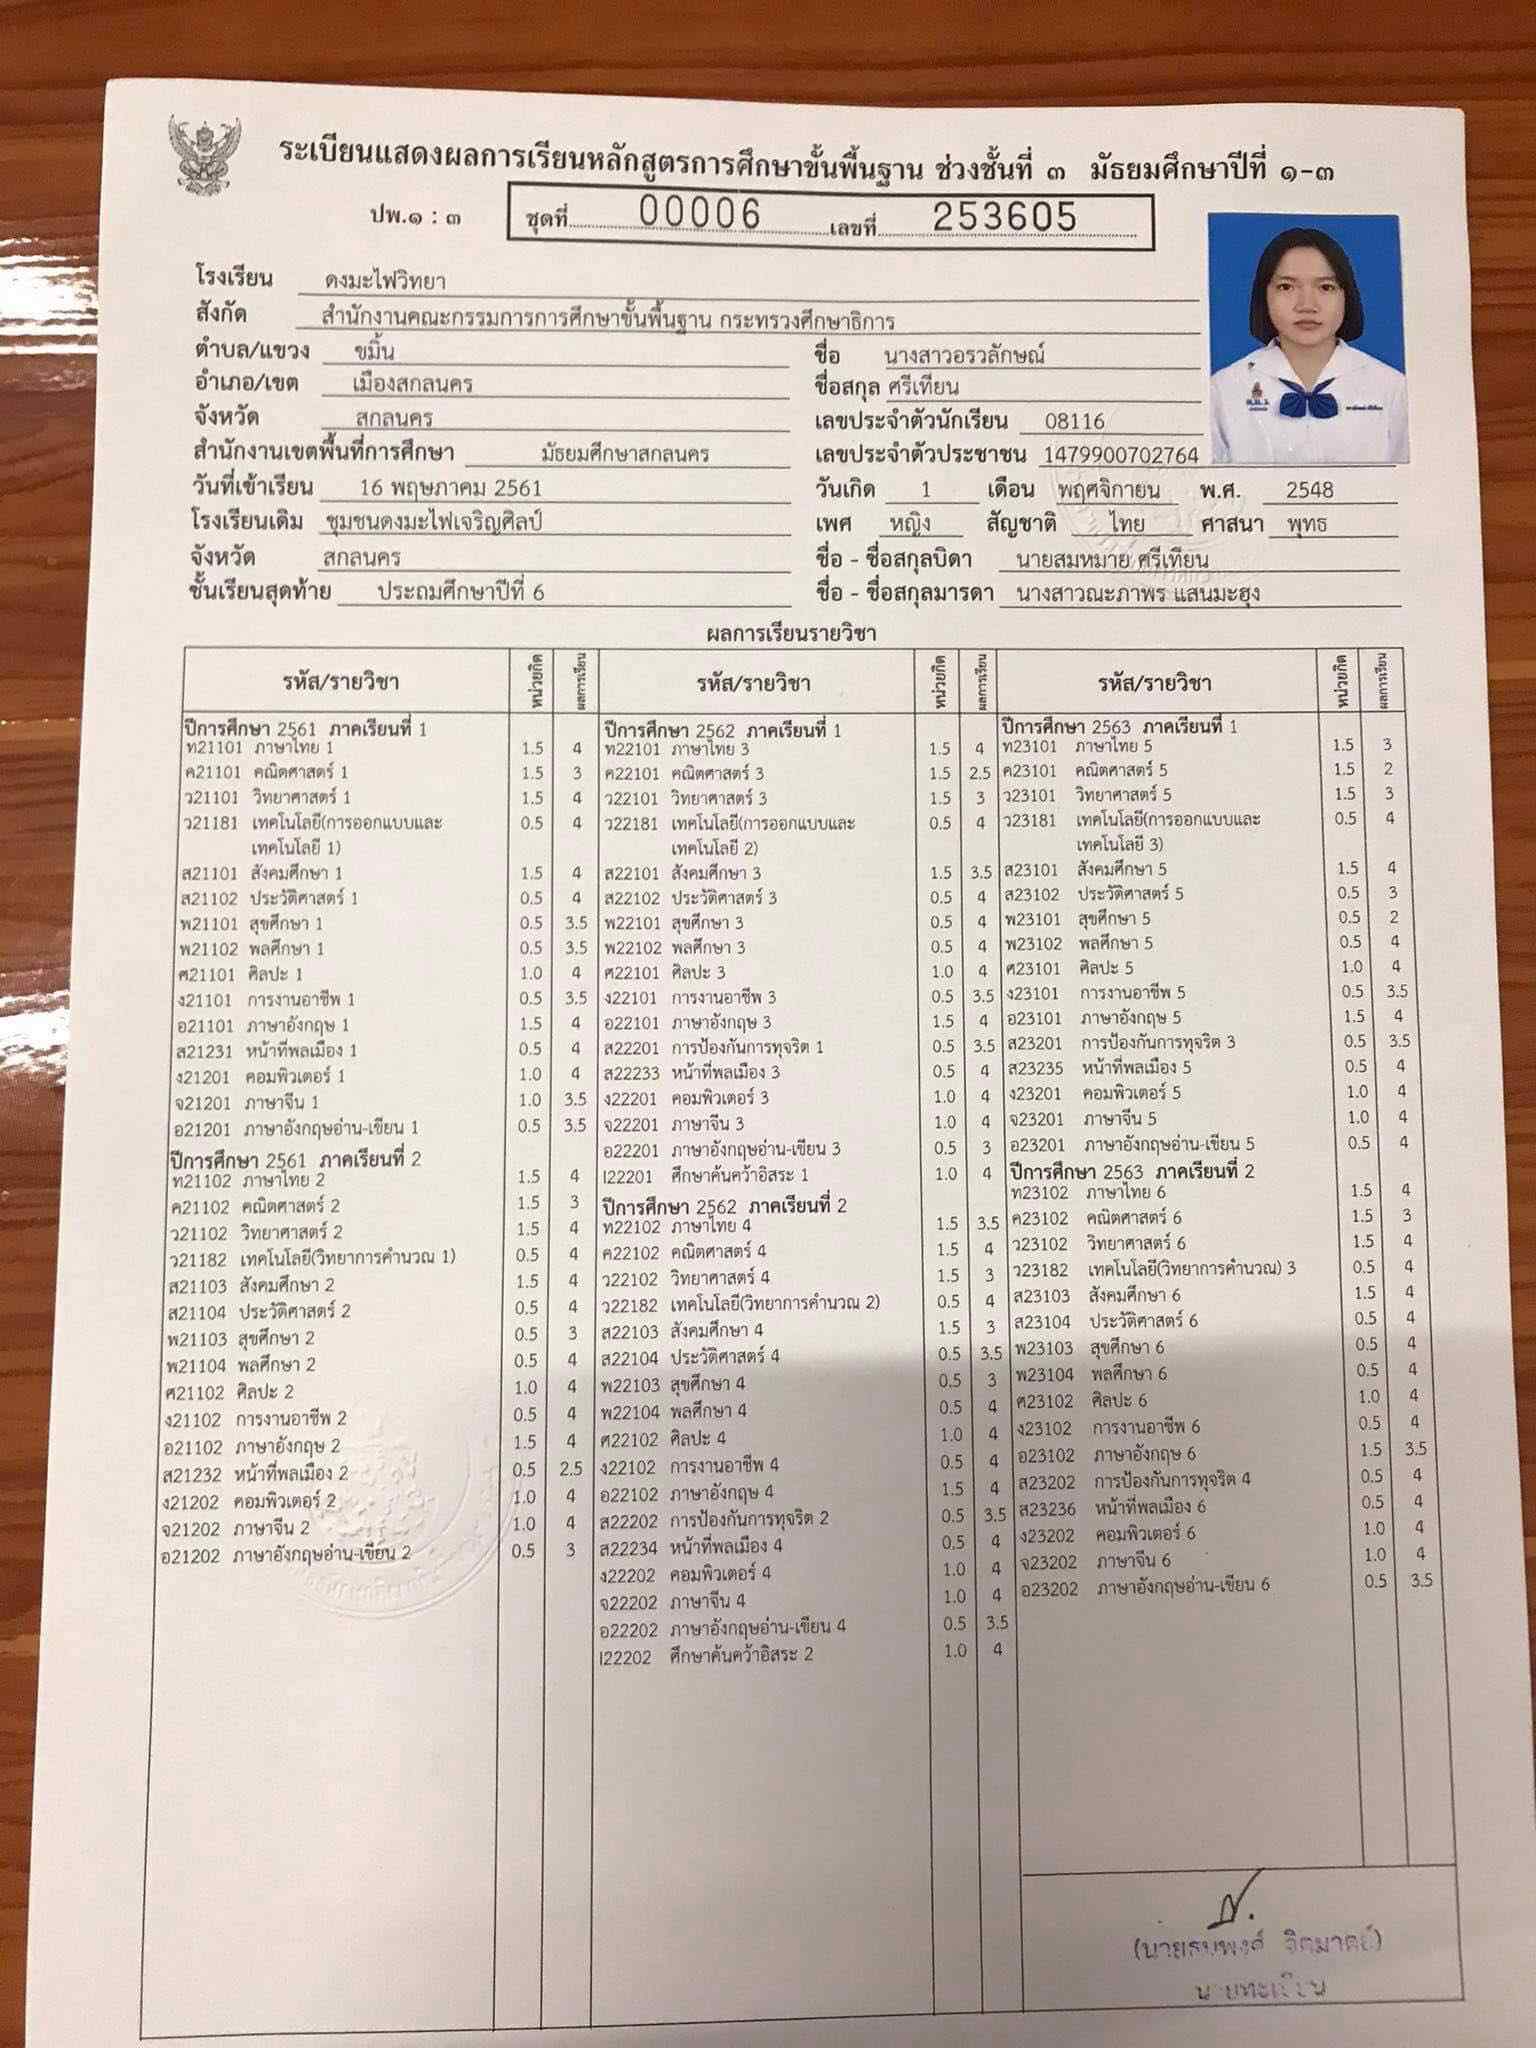 ระเบียนแสดงผลการเรียนหลักสูตรการศึกษาขั้นพื้นฐาน ช่วงชั้นที่ ๓ มัธยมศึกษาปีที่ ๑-๓
ปพ.๑ : ๓ ชุดที่ 00006 เลขที่ 253605
โรงเรียน ดงมะไฟวิทยา
สังกัด สำนักงานคณะกรรมการการศึกษาขั้นพื้นฐาน กระทรวงศึกษาธิการ
ตำบล/แขวง ขมิ้น
อำเภอ/เขต เมืองสกลนคร
จังหวัด สกลนคร
สำนักงานเขตพื้นที่การศึกษา มัธยมศึกษาสกลนคร
วันที่เข้าเรียน 16 พฤษภาคม 2561
โรงเรียนเดิม ชุมชนดงมะไฟเจริญศิลป์
จังหวัด สกลนคร
ชั้นเรียนสุดท้าย ประถมศึกษาปีที่ 6
ชื่อ นางสาวอรวลักษณ์
ชื่อสกุล ศรีเทียน
เลขประจำตัวนักเรียน 08116
เลขประจำตัวประชาชน 1479900702764
วันเกิด 1 เดือน พฤศจิกายน พ.ศ. 2548
เพศ หญิง สัญชาติ ไทย ศาสนา พุทธ
ชื่อ - ชื่อสกุลบิดา นายสมหมาย ศรีเทียน
ชื่อ - ชื่อสกุลมารดา นางสาวณะภาพร แสนมะฮุง
ผลการเรียนรายวิชา
รหัส/รายวิชา หน่วยกิต ผลการเรียน
ปีการศึกษา 2561 ภาคเรียนที่ 1
ท21101 ภาษาไทย 1 1.5 4
ค21101 คณิตศาสตร์ 1 1.5 3
ว21101 วิทยาศาสตร์ 1 1.5 4
ว21181 เทคโนโลยี(การออกแบบและ 0.5 4
เทคโนโลยี 1)
ส21101 สังคมศึกษา 1 1.5 4
ส21102 ประวัติศาสตร์ 1 0.5 4
พ21101 สุขศึกษา 1 0.5 3.5
พ21102 พลศึกษา 1 0.5 3.5
ศ21101 ศิลปะ 1 1.0 4
ง21101 การงานอาชีพ 1 0.5 3.5
อ21101 ภาษาอังกฤษ 1 1.5 4
ส21231 หน้าที่พลเมือง 1 0.5 4
ง21201 คอมพิวเตอร์ 1 1.0 4
จ21201 ภาษาจีน 1 1.0 3.5
อ21201 ภาษาอังกฤษอ่าน-เขียน 1 0.5 3.5
ปีการศึกษา 2561 ภาคเรียนที่ 2
ท21102 ภาษาไทย 2 1.5 4
ค21102 คณิตศาสตร์ 2 1.5 3
ว21102 วิทยาศาสตร์ 2 1.5 4
ว21182 เทคโนโลยี(วิทยาการคำนวณ 1) 0.5 4
ส21103 สังคมศึกษา 2 1.5 4
ส21104 ประวัติศาสตร์ 2 0.5 4
พ21103 สุขศึกษา 2 0.5 3
พ21104 พลศึกษา 2 0.5 4
ศ21102 ศิลปะ 2 1.0 4
ง21102 การงานอาชีพ 2 0.5 4
อ21102 ภาษาอังกฤษ 2 1.5 4
ส21232 หน้าที่พลเมือง 2 0.5 2.5
ง21202 คอมพิวเตอร์ 2 1.0 4
จ21202 ภาษาจีน 2 1.0 4
อ21202 ภาษาอังกฤษอ่าน-เขียน 2 0.5 3
รหัส/รายวิชา หน่วยกิต ผลการเรียน
ปีการศึกษา 2562 ภาคเรียนที่ 1
ท22101 ภาษาไทย 3 1.5 4
ค22101 คณิตศาสตร์ 3 1.5 2.5
ว22101 วิทยาศาสตร์ 3 1.5 3
ว22181 เทคโนโลยี(การออกแบบและ 0.5 4
เทคโนโลยี 2)
ส22101 สังคมศึกษา 3 1.5 3.5
ส22102 ประวัติศาสตร์ 3 0.5 4
พ22101 สุขศึกษา 3 0.5 4
พ22102 พลศึกษา 3 0.5 4
ศ22101 ศิลปะ 3 1.0 4
ง22101 การงานอาชีพ 3 0.5 3.5
อ22101 ภาษาอังกฤษ 3 1.5 4
ส22201 การป้องกันการทุจริต 1 0.5 3.5
ส22233 หน้าที่พลเมือง 3 0.5 4
ง22201 คอมพิวเตอร์ 3 1.0 4
จ22201 ภาษาจีน 3 1.0 4
อ22201 ภาษาอังกฤษอ่าน-เขียน 3 0.5 3
I22201 ศึกษาค้นคว้าอิสระ 1 1.0 4
ปีการศึกษา 2562 ภาคเรียนที่ 2
ท22102 ภาษาไทย 4 1.5 3.5
ค22102 คณิตศาสตร์ 4 1.5 4
ว22102 วิทยาศาสตร์ 4 1.5 3
ว22182 เทคโนโลยี(วิทยาการคำนวณ 2) 0.5 4
ส22103 สังคมศึกษา 4 1.5 3
ส22104 ประวัติศาสตร์ 4 0.5 3.5
พ22103 สุขศึกษา 4 0.5 3
พ22104 พลศึกษา 4 0.5 4
ศ22102 ศิลปะ 4 1.0 4
ง22102 การงานอาชีพ 4 0.5 4
อ22102 ภาษาอังกฤษ 4 1.5 4
ส22202 การป้องกันการทุจริต 2 0.5 3.5
ส22234 หน้าที่พลเมือง 4 0.5 4
ง22202 คอมพิวเตอร์ 4 1.0 4
จ22202 ภาษาจีน 4 1.0 4
อ22202 ภาษาอังกฤษอ่าน-เขียน 4 0.5 3.5
I22202 ศึกษาค้นคว้าอิสระ 2 1.0 4
รหัส/รายวิชา หน่วยกิต ผลการเรียน
ปีการศึกษา 2563 ภาคเรียนที่ 1
ท23101 ภาษาไทย 5 1.5 3
ค23101 คณิตศาสตร์ 5 1.5 2
ว23101 วิทยาศาสตร์ 5 1.5 3
ว23181 เทคโนโลยี(การออกแบบและ 0.5 4
เทคโนโลยี 3)
ส23101 สังคมศึกษา 5 1.5 4
ส23102 ประวัติศาสตร์ 5 0.5 3
พ23101 สุขศึกษา 5 0.5 2
พ23102 พลศึกษา 5 0.5 4
ศ23101 ศิลปะ 5 1.0 4
ง23101 การงานอาชีพ 5 0.5 3.5
อ23101 ภาษาอังกฤษ 5 1.5 4
ส23201 การป้องกันการทุจริต 3 0.5 3.5
ส23235 หน้าที่พลเมือง 5 0.5 4
ง23201 คอมพิวเตอร์ 5 1.0 4
จ23201 ภาษาจีน 5 1.0 4
อ23201 ภาษาอังกฤษอ่าน-เขียน 5 0.5 4
ปีการศึกษา 2563 ภาคเรียนที่ 2
ท23102 ภาษาไทย 6 1.5 4
ค23102 คณิตศาสตร์ 6 1.5 3
ว23102 วิทยาศาสตร์ 6 1.5 4
ว23182 เทคโนโลยี(วิทยาการคำนวณ) 3 0.5 4
ส23103 สังคมศึกษา 6 1.5 4
ส23104 ประวัติศาสตร์ 6 0.5 4
พ23103 สุขศึกษา 6 0.5 4
พ23104 พลศึกษา 6 0.5 4
ศ23102 ศิลปะ 6 1.0 4
ง23102 การงานอาชีพ 6 0.5 4
อ23102 ภาษาอังกฤษ 6 1.5 3.5
ส23202 การป้องกันการทุจริต 4 0.5 4
ส23236 หน้าที่พลเมือง 6 0.5 4
ง23202 คอมพิวเตอร์ 6 1.0 4
จ23202 ภาษาจีน 6 1.0 4
อ23202 ภาษาอังกฤษอ่าน-เขียน 6 0.5 3.5
นายทะเบียน